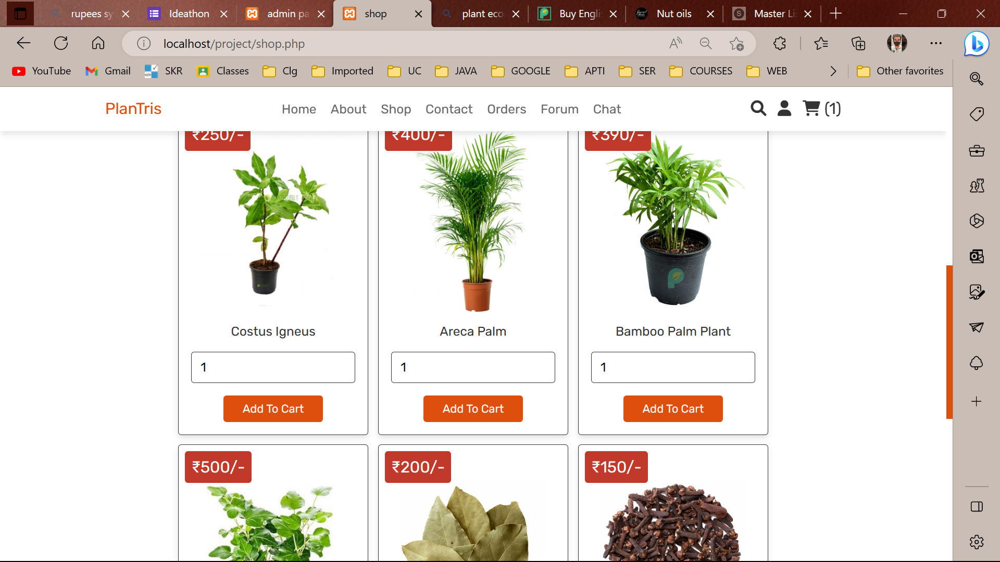 rupees sy
Ideathon
admin pa
shop
plant eco
Buy Engli
Nut oils
Master Li
localhost/project/shop.php
YouTube
Gmail
SKR
Classes
Clg
Imported
UC
JAVA
GOOGLE
APTI
SER
COURSES
WEB
Other favorites
PlanTris
Home
About
Shop
Contact
Orders
Forum
Chat
(1)
₹250/-
₹400/-
₹390/-
Costus Igneus
Areca Palm
Bamboo Palm Plant
1
1
1
Add To Cart
Add To Cart
Add To Cart
₹500/-
₹200/-
₹150/-